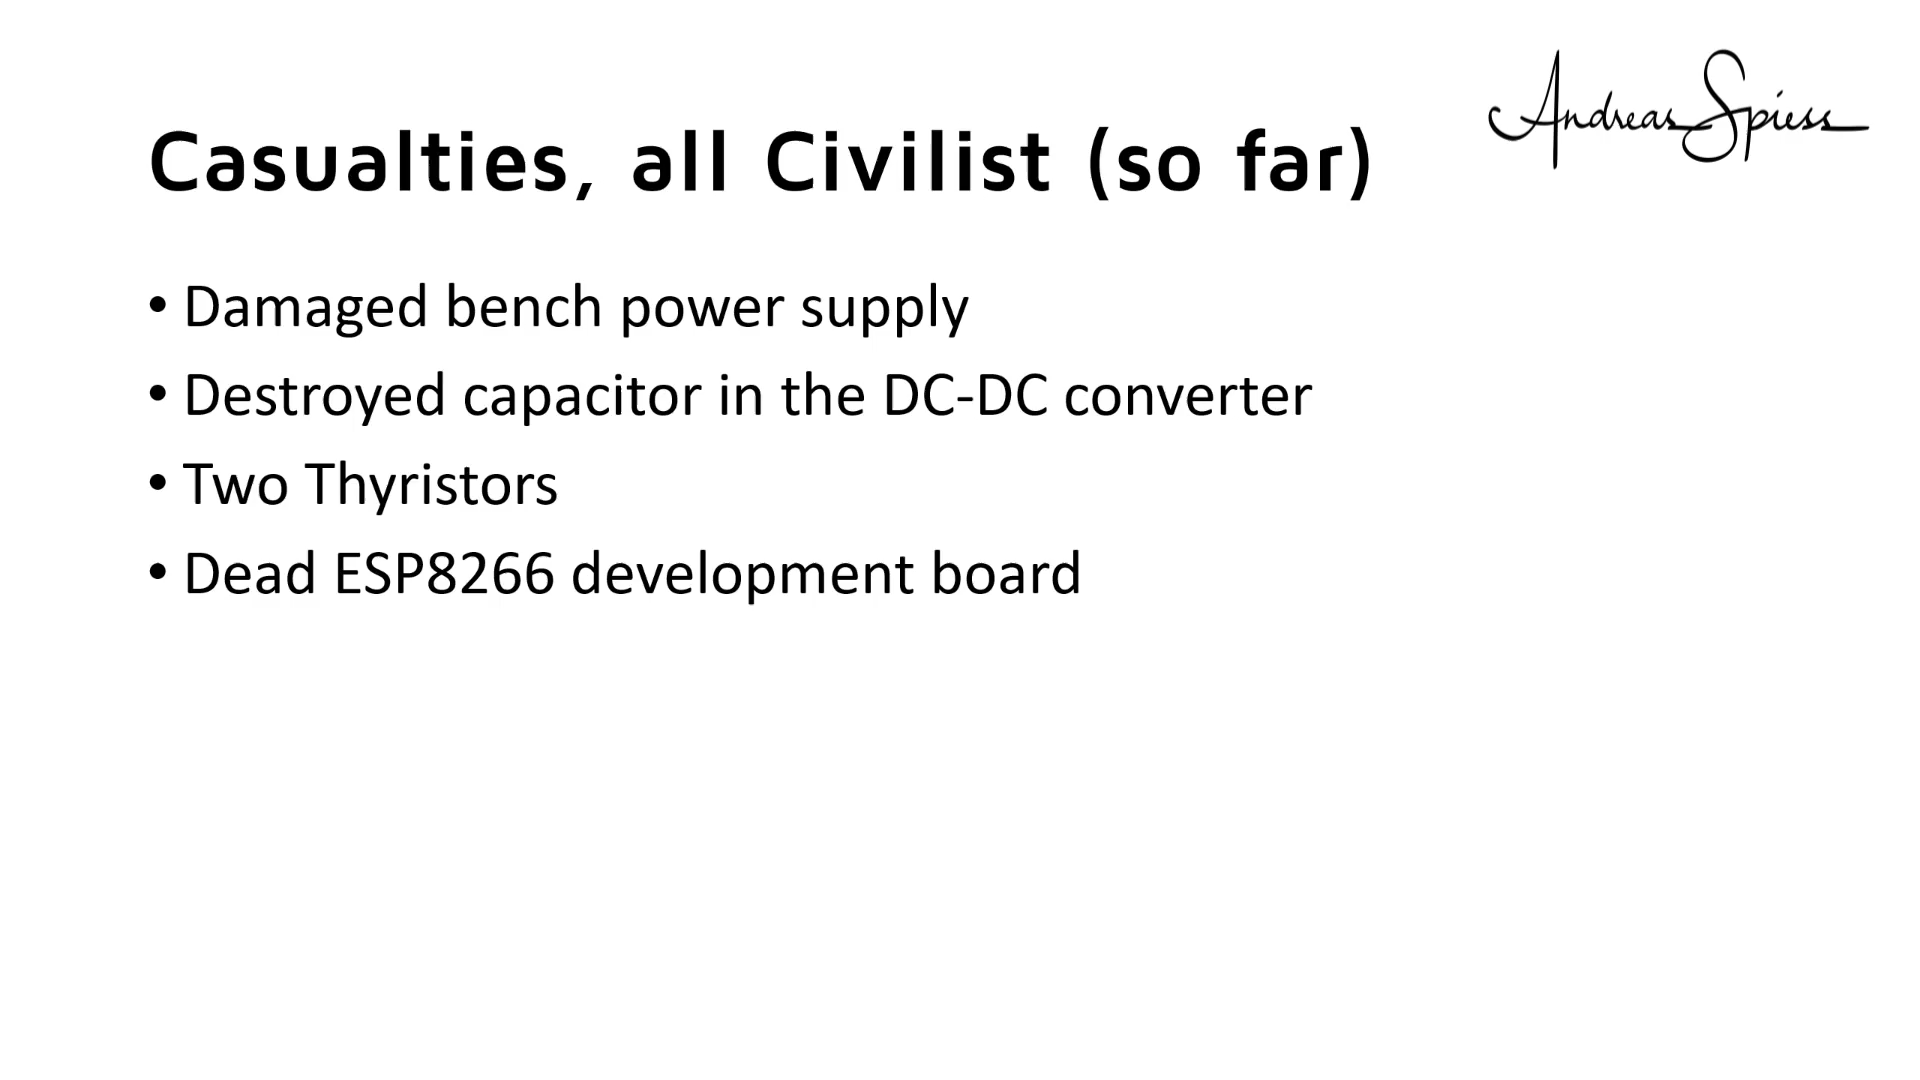 Andreas Spiess
Casualties, all Civilist (so far)
• Damaged bench power supply
• Destroyed capacitor in the DC-DC converter
• Two Thyristors
• Dead ESP8266 development board